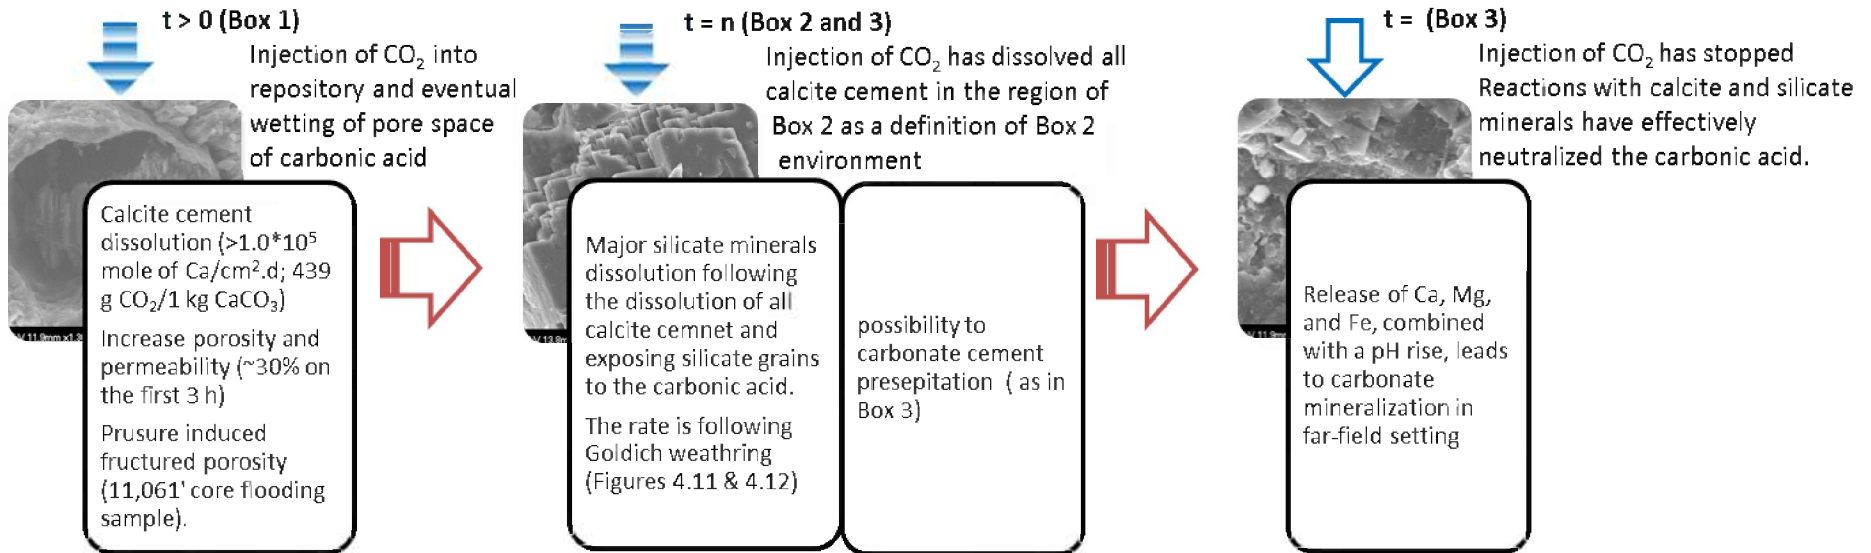 t > 0 (Box 1)
Injection of CO₂ into
repository and eventual
wetting of pore space
of carbonic acid
V 11.9mm x1.3
Calcite cement
dissolution (>1.0*10⁵
mole of Ca/cm².d; 439
g CO₂/1 kg CaCO₃)
Increase porosity and
permeability (~30% on
the first 3 h)
Prusure induced
fructured porosity
(11,061' core flooding
sample).
t = n (Box 2 and 3)
Injection of CO₂ has dissolved all
calcite cement in the region of
Box 2 as a definition of Box 2
environment
Major silicate minerals
dissolution following
the dissolution of all
calcite cemnet and
exposing silicate grains
to the carbonic acid.
The rate is following
Goldich weathring
(Figures 4.11 & 4.12)
possibility to
carbonate cement
presepitation ( as in
Box 3)
t = (Box 3)
Injection of CO₂ has stopped
Reactions with calcite and silicate
minerals have effectively
neutralized the carbonic acid.
Release of Ca, Mg,
and Fe, combined
with a pH rise, leads
to carbonate
mineralization in
far-field setting